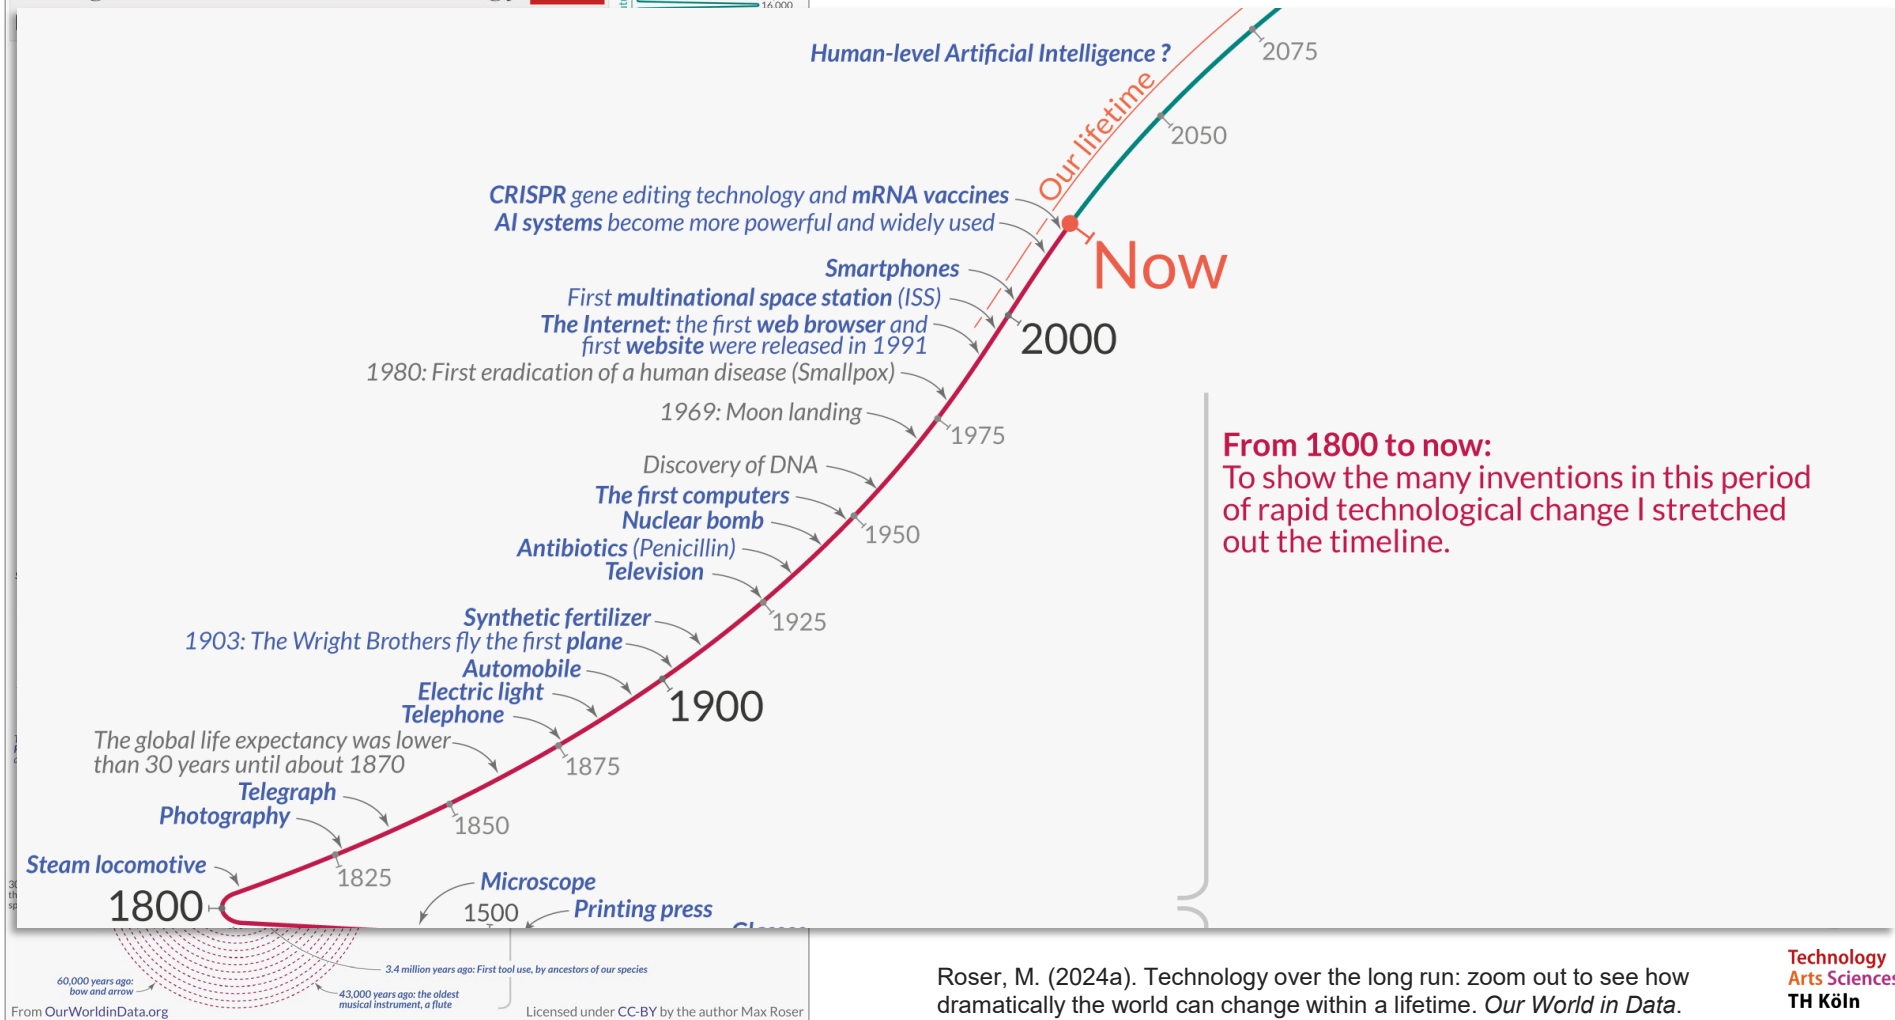 16,000
2075
Human-level Artificial Intelligence ?
Our lifetime
2050
CRISPR gene editing technology and mRNA vaccines
AI systems become more powerful and widely used
Now
Smartphones
First multinational space station (ISS)
The Internet: the first web browser and
first website were released in 1991
2000
1980: First eradication of a human disease (Smallpox)
1969: Moon landing
1975
From 1800 to now:
To show the many inventions in this period
of rapid technological change I stretched
out the timeline.
Discovery of DNA
The first computers
Nuclear bomb
1950
Antibiotics (Penicillin)
Television
1925
Synthetic fertilizer
1903: The Wright Brothers fly the first plane
Automobile
Electric light
1900
Telephone
The global life expectancy was lower
than 30 years until about 1870
1875
Telegraph
Photography
1850
Steam locomotive
1825
Microscope
1800
1500
Printing press
3.4 million years ago: First tool use, by ancestors of our species
60,000 years ago:
bow and arrow
43,000 years ago: the oldest
musical instrument, a flute
From OurWorldinData.org
Licensed under CC-BY by the author Max Roser
Roser, M. (2024a). Technology over the long run: zoom out to see how
dramatically the world can change within a lifetime. Our World in Data.
Technology
Arts Sciences
TH Köln